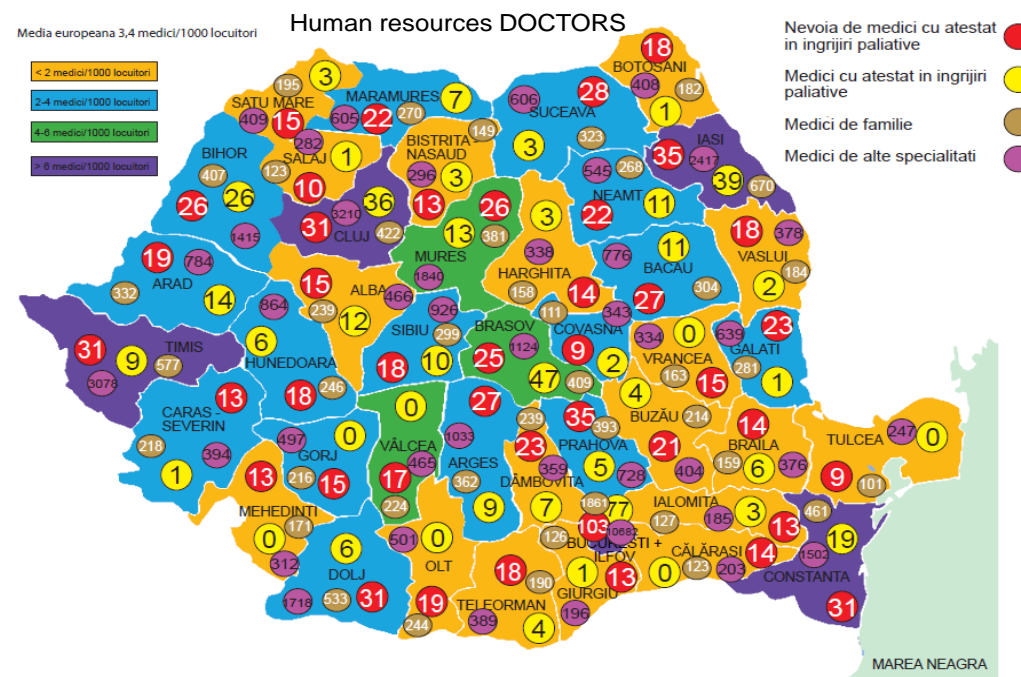 Human resources DOCTORS
Media europeana 3,4 medici/1000 locuitori
< 2 medici/1000 locuitori
2-4 medici/1000 locuitori
4-6 medici/1000 locuitori
> 6 medici/1000 locuitori
Nevoia de medici cu atestat
in ingrijiri paliative
Medici cu atestat in ingrijiri
paliative
Medici de familie
Medici de alte specialitati
195
3
SATU MARE
409
15
MARAMURES
7
605
22
270
606
28
SUCEAVA
323
3
18
BOTOSANI
408
182
1
BIHOR
407
26
26
1415
282
SALAJ
1
123
10
149
BISTRITA
NASAUD
296
3
13
35
IASI
2417
39
670
545
268
NEAMT
22
11
31
3210
36
CLUJ
422
26
13
381
MURES
1840
3
338
HARGHITA
158
14
11
776
BACAU
304
27
18
378
VASLUI
184
2
19
784
ARAD
332
14
15
ALBA
239
466
12
864
6
HUNEDOARA
18
246
926
SIBIU
299
18
10
BRASOV
1124
25
47
409
111
343
COVASNA
9
2
334
0
VRANCEA
163
15
639
23
GALATI
281
1
31
9
TIMIS
577
3078
13
CARAS -
SEVERIN
218
394
1
497
0
GORJ
216
15
0
VÂLCEA
465
17
224
27
1033
ARGES
362
9
239
23
359
DÂMBOVITA
7
35
393
PRAHOVA
5
728
4
BUZĂU
214
21
404
14
BRAILA
159
6
376
TULCEA
247
0
9
101
13
MEHEDINTI
171
0
312
6
DOLJ
1718
533
31
501
0
OLT
19
244
18
190
TELEORMAN
389
4
1861
77
103
10682
BUCURESTI +
ILFOV
126
1
13
GIURGIU
196
IALOMITA
127
185
3
13
CĂLĂRASI
14
0
123
203
461
19
1502
CONSTANTA
31
MAREA NEAGRA